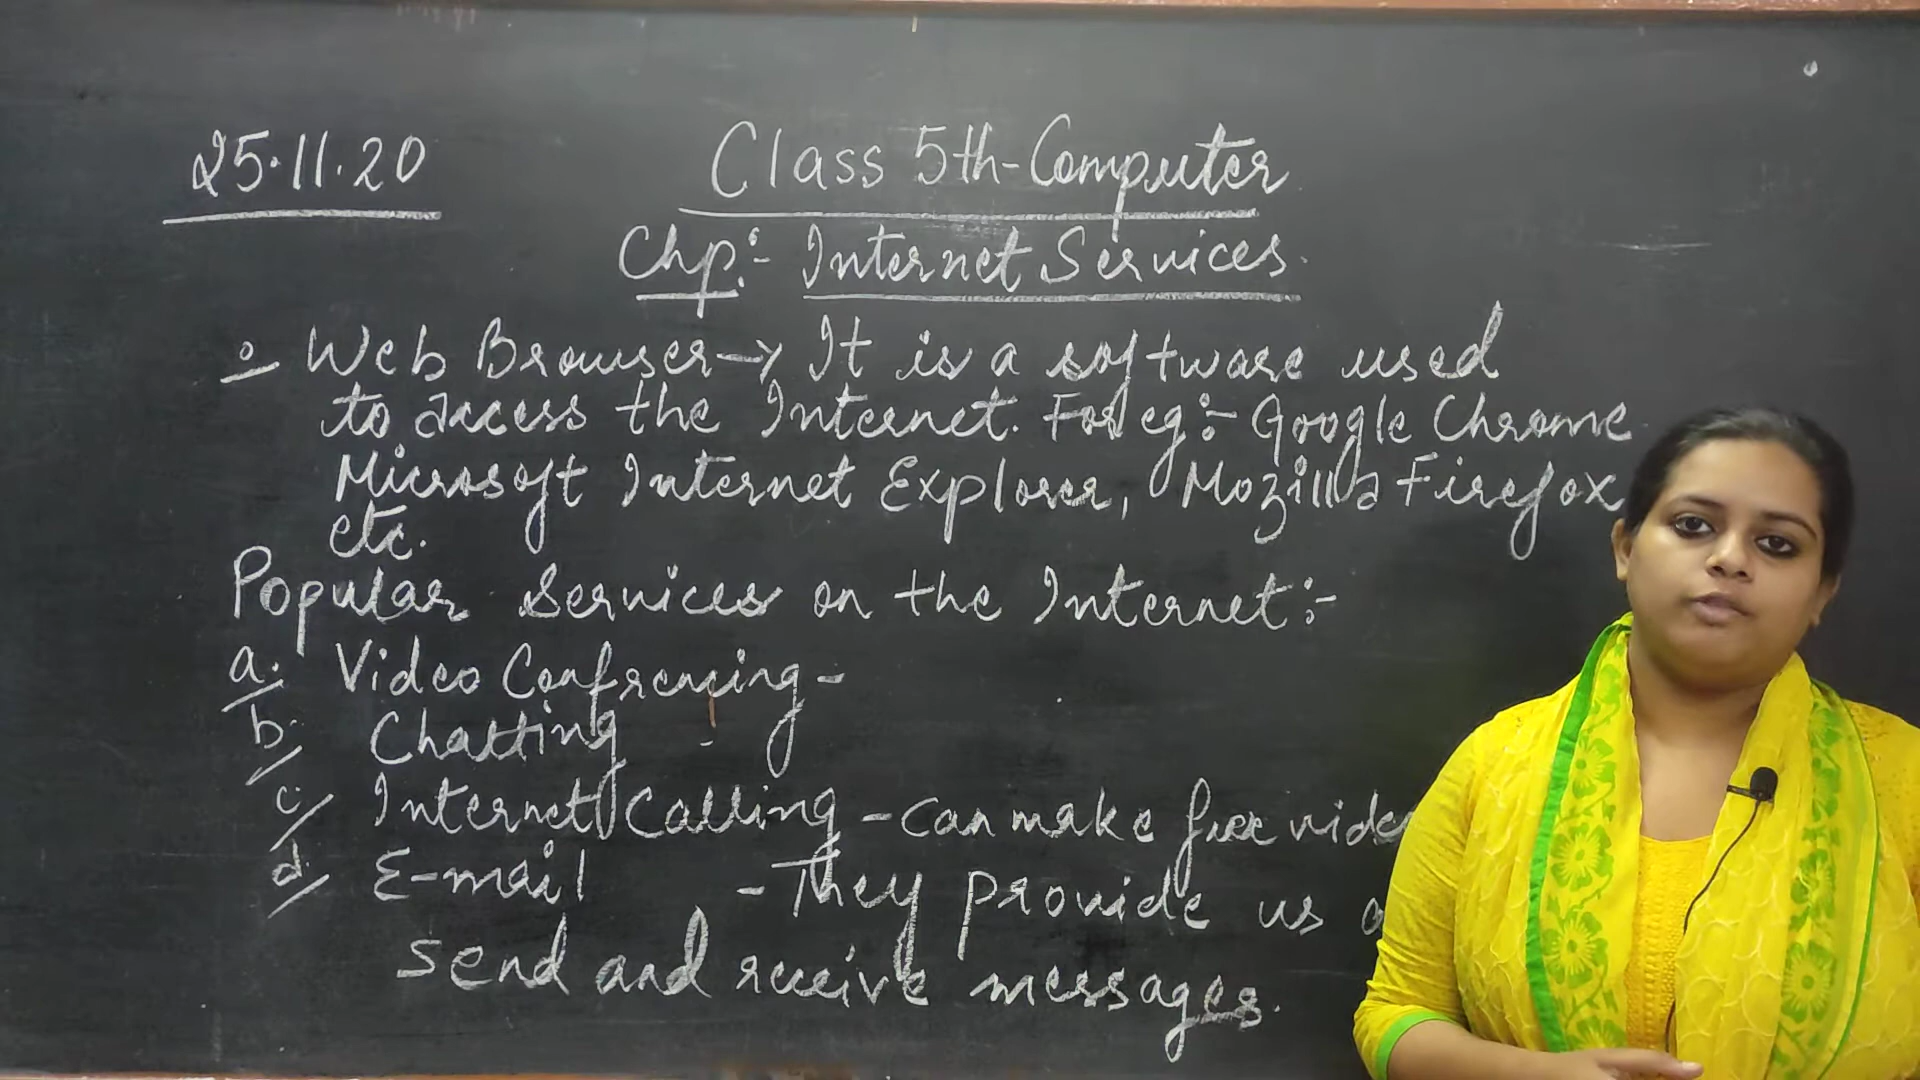 25.11.20
Class 5th-Computer
Chp:- Internet Services.
Web Browser → It is a software used
to access the Internet. For eg:- Google Chrome
Microsoft Internet Explorer, Mozilla Firefox
etc.
Popular Services on the Internet:-
a. Video Confrencing -
b. Chatting
c. Internet Calling - can make free
d. E-mail - They provide us
send and receive messages.